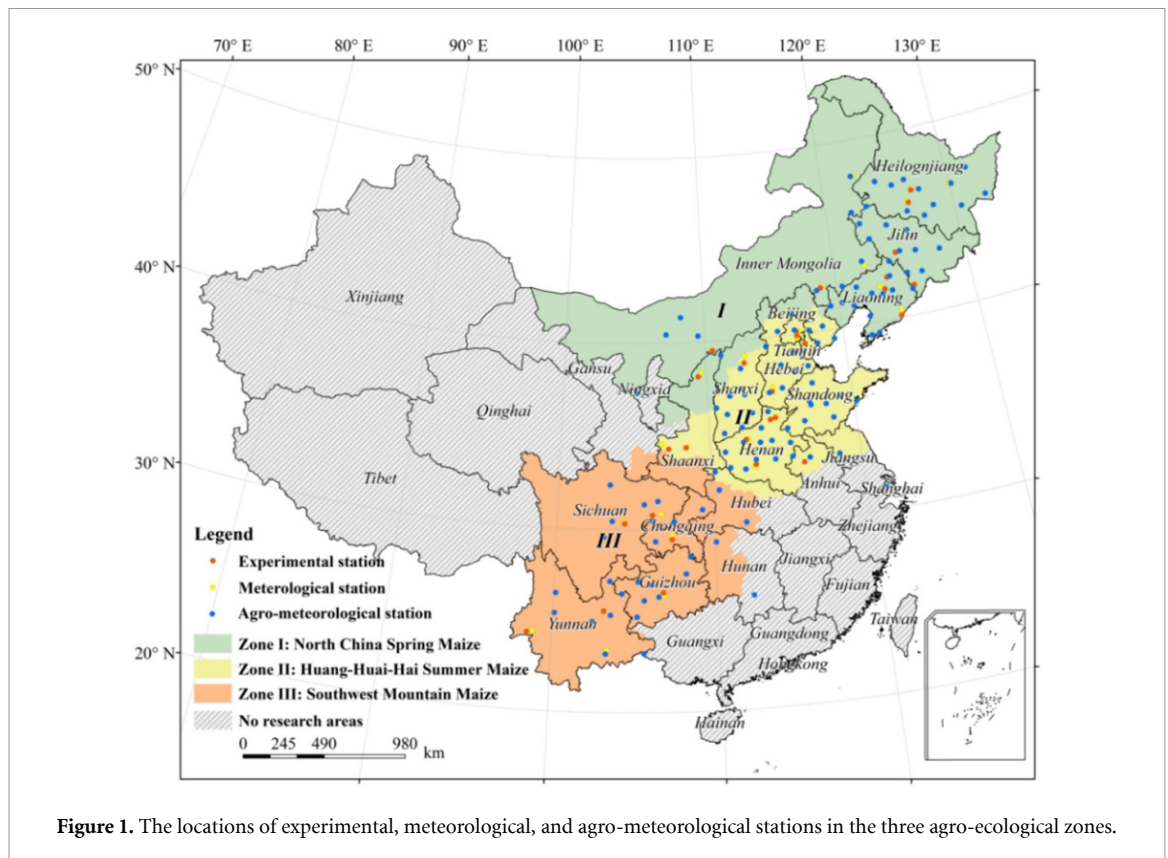 70° E 80° E 90° E 100° E 110° E 120° E 130° E
50° N
40° N
30° N
20° N
Heilognjiang
Jilin
Inner Mongolia
Liaoning
Xinjiang
I
Beijing
Tianjin
Gansu
Hebei
Ningxia
Shanxi
Shandong
Qinghai
II
Henan
Jiangsu
Shaanxi
Tibet
Anhui
Shanghai
Hubei
Sichuan
Chongqing
Zhejiang
III
Jiangxi
Hunan
Guizhou
Fujian
Yunnan
Taiwan
Guangxi
Guangdong
Hongkong
Hainan
Legend
Experimental station
Meterological station
Agro-meteorological station
Zone I: North China Spring Maize
Zone II: Huang-Huai-Hai Summer Maize
Zone III: Southwest Mountain Maize
No research areas
0 245 490 980
km
Figure 1. The locations of experimental, meteorological, and agro-meteorological stations in the three agro-ecological zones.